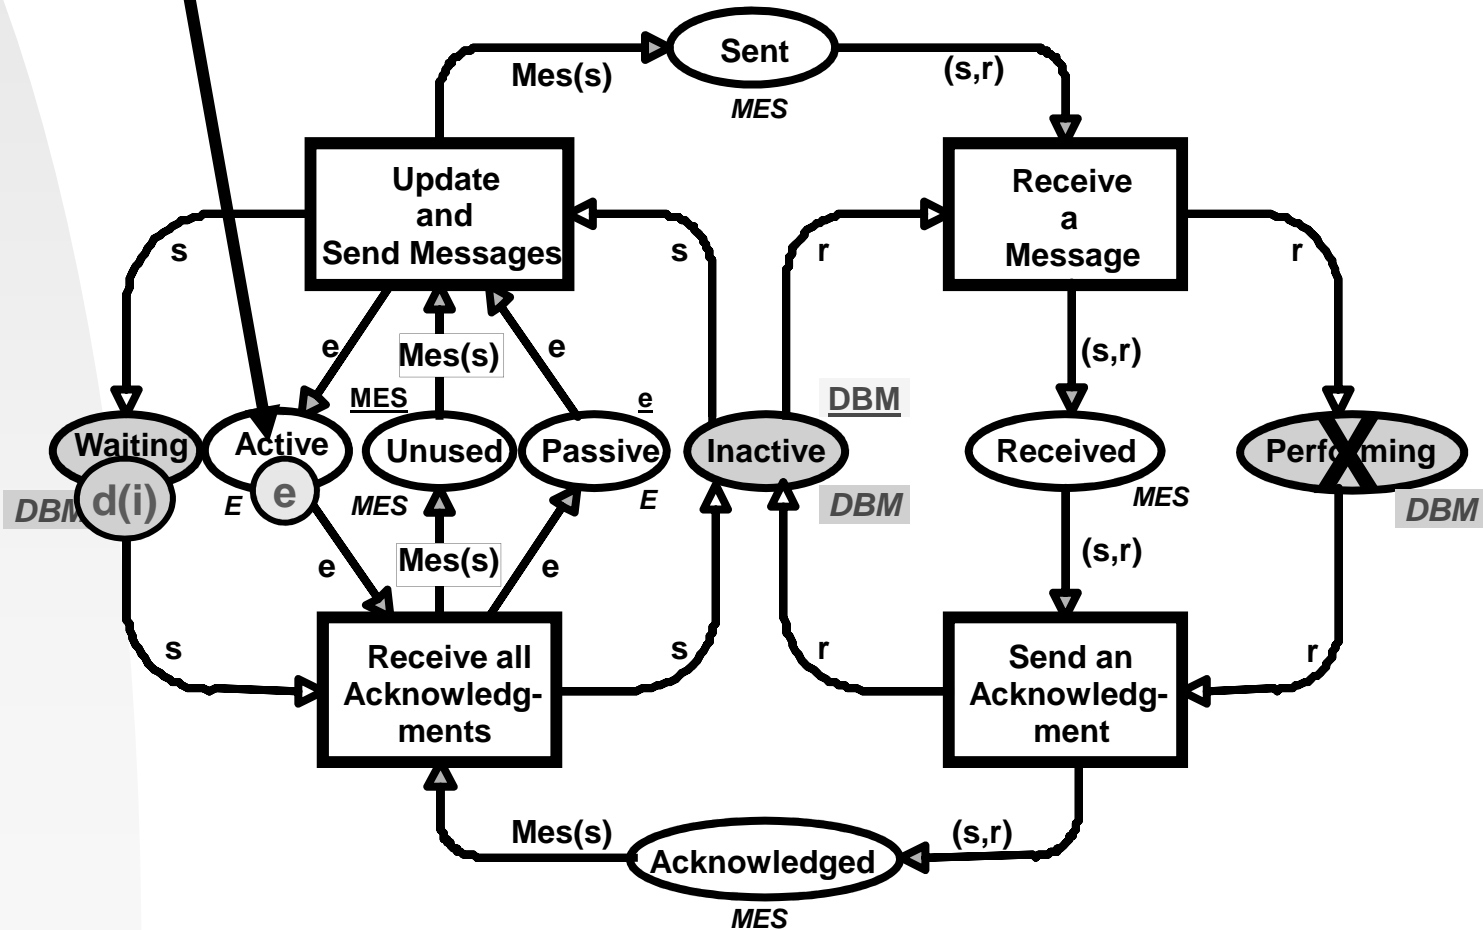 Sent
Mes(s)
(s,r)
MES
Update
and
Send Messages
Receive
a
Message
s
s
r
r
e
Mes(s)
e
(s,r)
MES
e
DBM
Waiting
Active
Unused
Passive
Inactive
Received
Performing
DBM
d(i)
E
e
MES
E
DBM
MES
DBM
e
Mes(s)
e
(s,r)
s
s
r
r
Receive all
Acknowledg-
ments
Send an
Acknowledg-
ment
Mes(s)
(s,r)
Acknowledged
MES